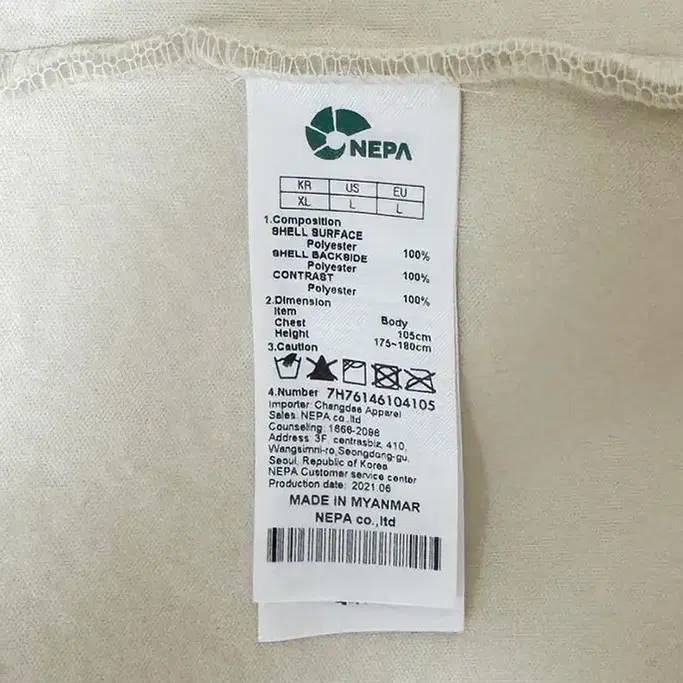 NEPA
KR US EU
XL L L
1.Composition
SHELL SURFACE
Polyester 100%
SHELL BACKSIDE
Polyester 100%
CONTRAST
Polyester 100%
2.Dimension
Item Body
Chest 105cm
Height 175~180cm
3.Caution
4.Number 7H76146104105
Importer: Changdae Apparel
Sales: NEPA co.,ltd
Counseling: 1666-2096
Address: 3F, centrasbiz, 410,
Wangsimni-ro,Seongdong-gu,
Seoul, Republic of Korea
NEPA Customer service center
Production date: 2021.06
MADE IN MYANMAR
NEPA co.,ltd